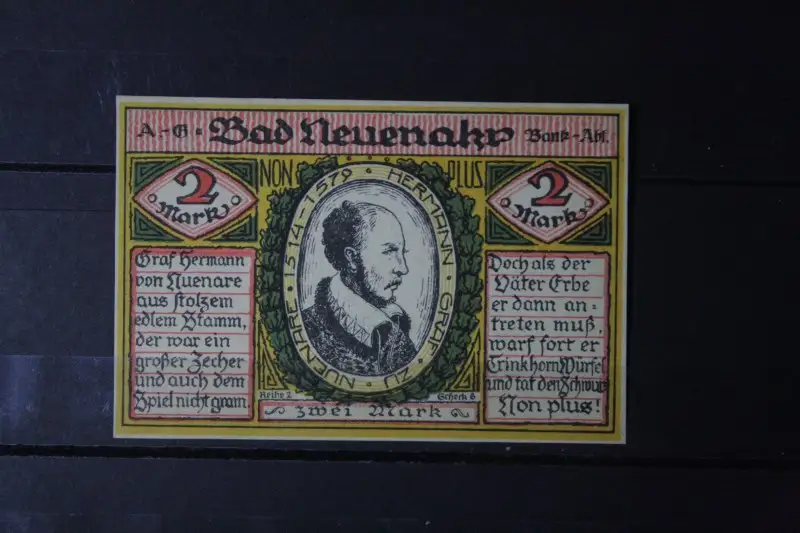 A.-G. Bad Neuenahr Bank-Abt.
2
Mark
NON PLUS
2
Mark
HERMANN · GRAF · ZU · NUENARE · 1514-1579 ·
Graf Hermann
von Nuenare
aus stolzem
edlem Stamm,
der war ein
großer Zecher
und auch dem
Spiel nicht gram.
Doch als der
Väter Erbe
er dann an-
treten muß,
warf fort er
Trinkhorn Würfel
und tat den Schwur
Non plus!
Reihe 2 Scheck 6
zwei Mark